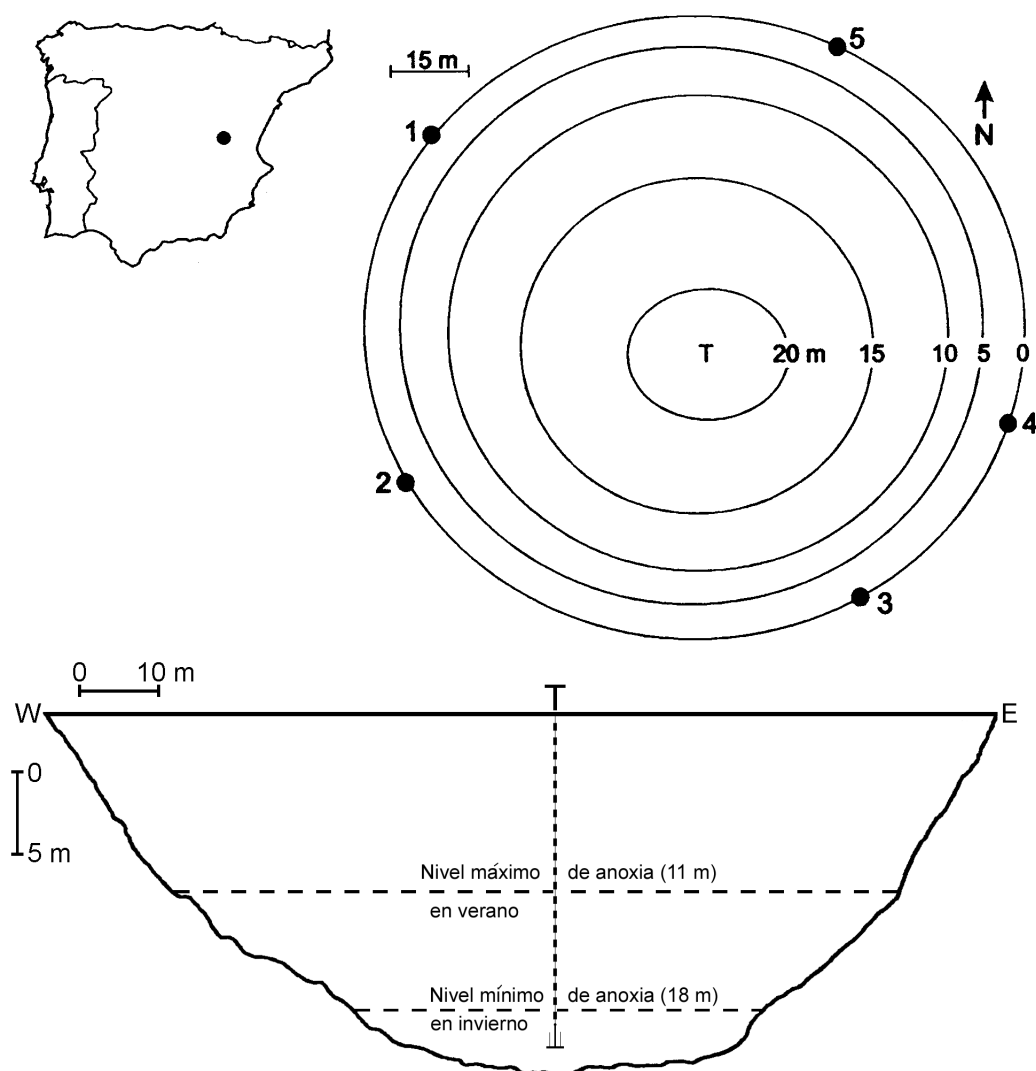 5
15 m
1
N
T
20 m
15
10
5
0
4
2
3
0
10 m
T
W
E
0
5 m
Nivel máximo
de anoxia (11 m)
en verano
Nivel mínimo
de anoxia (18 m)
en invierno